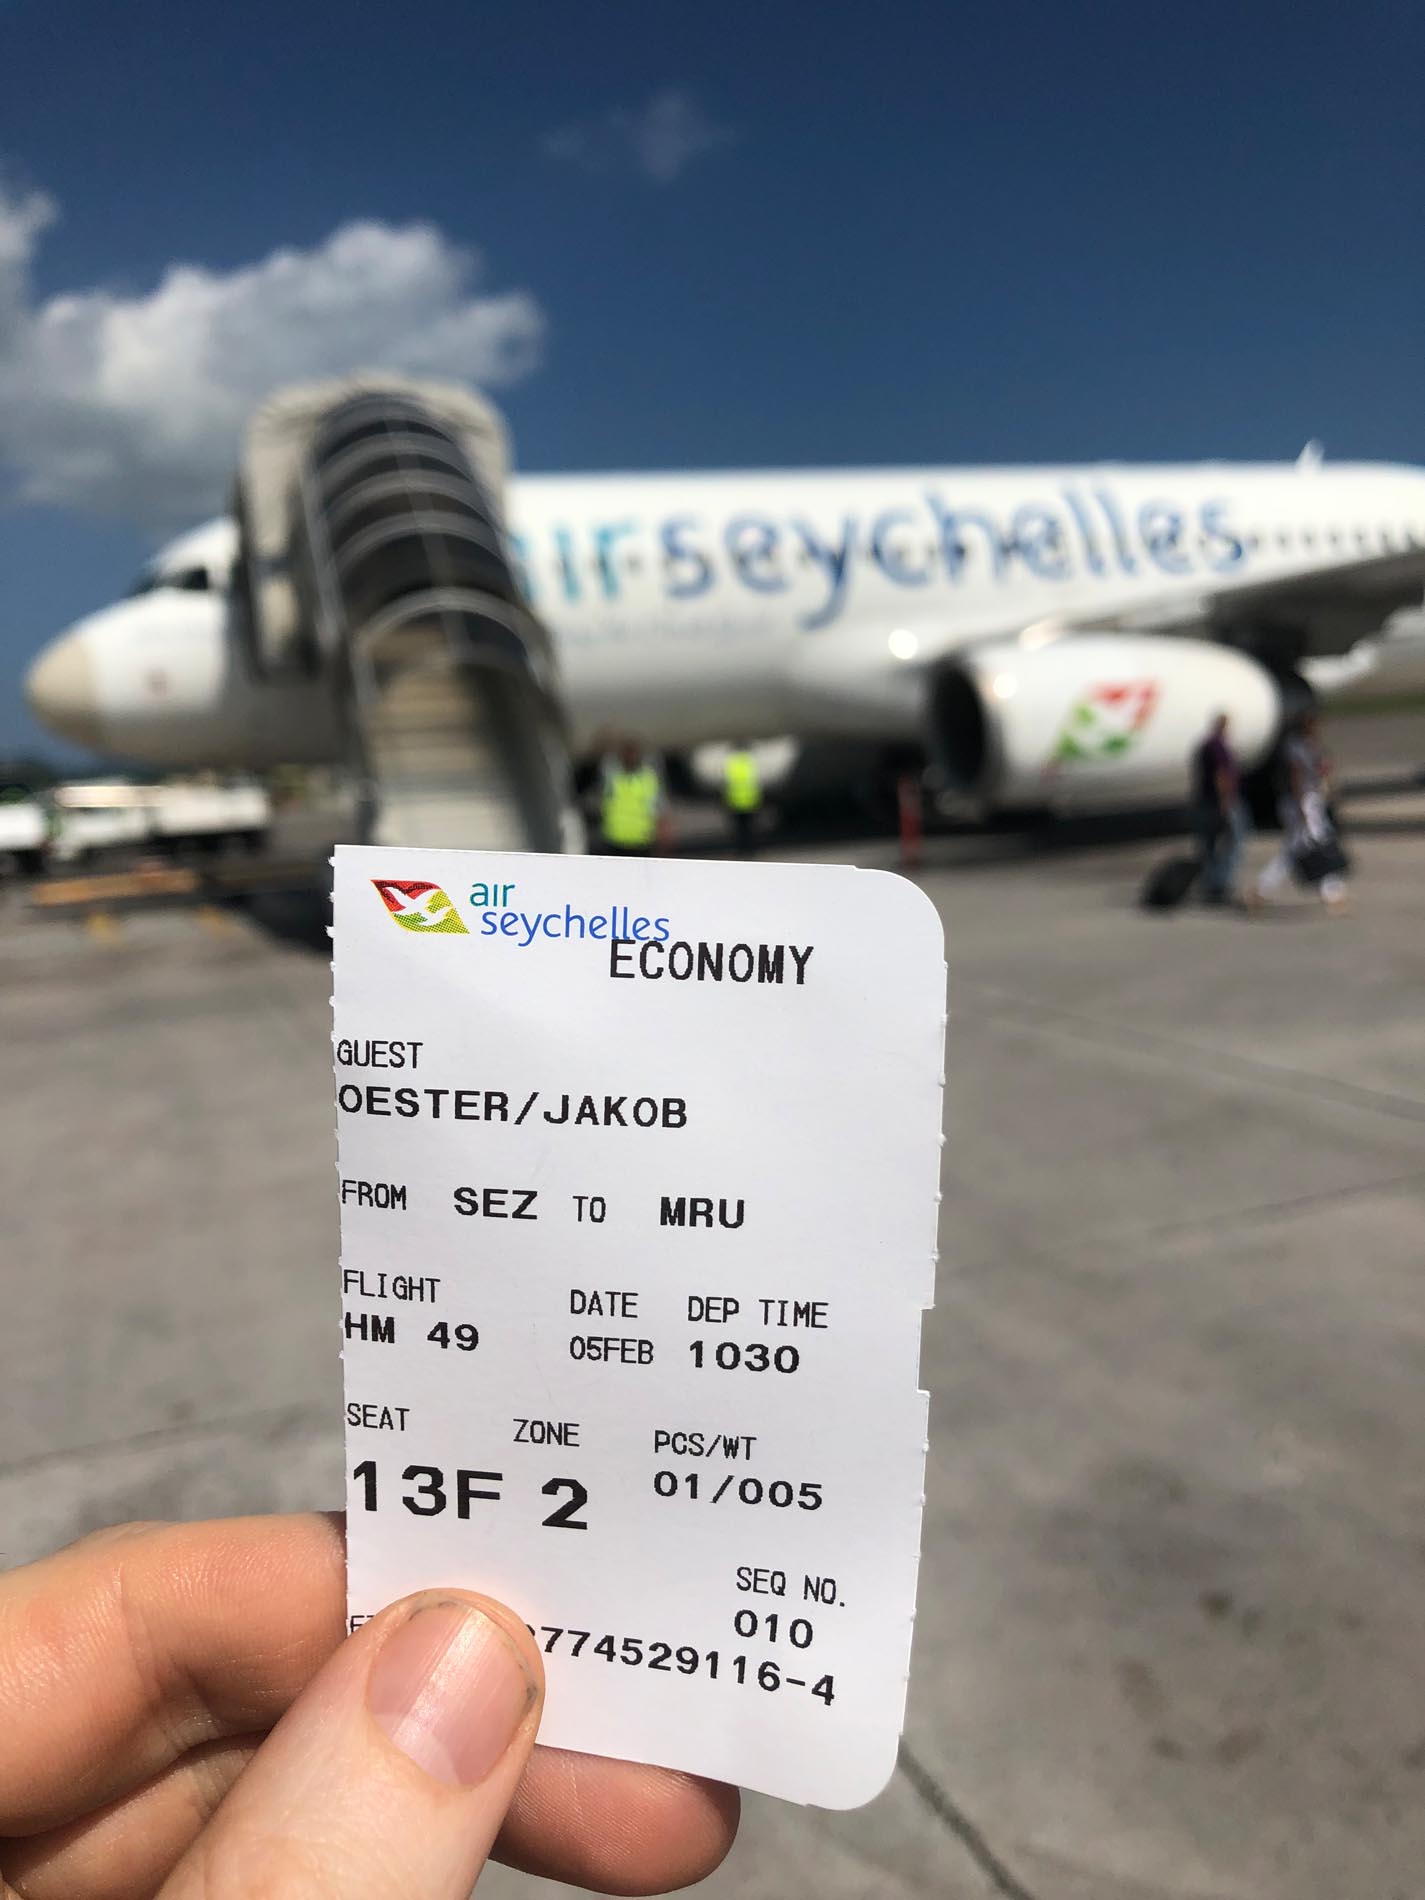 airseychelles
air
seychelles
ECONOMY
GUEST
OESTER/JAKOB
FROM SEZ TO MRU
FLIGHT DATE DEP TIME
HM 49 05FEB 1030
SEAT ZONE PCS/WT
13F 2 01/005
SEQ NO.
010
774529116-4